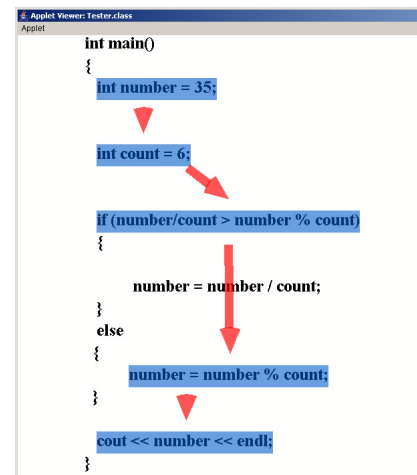 Applet Viewer: Tester.class
Applet
int main()
{
int number = 35;
int count = 6;
if (number/count > number % count)
{
number = number / count;
}
else
{
number = number % count;
}
cout << number << endl;
}